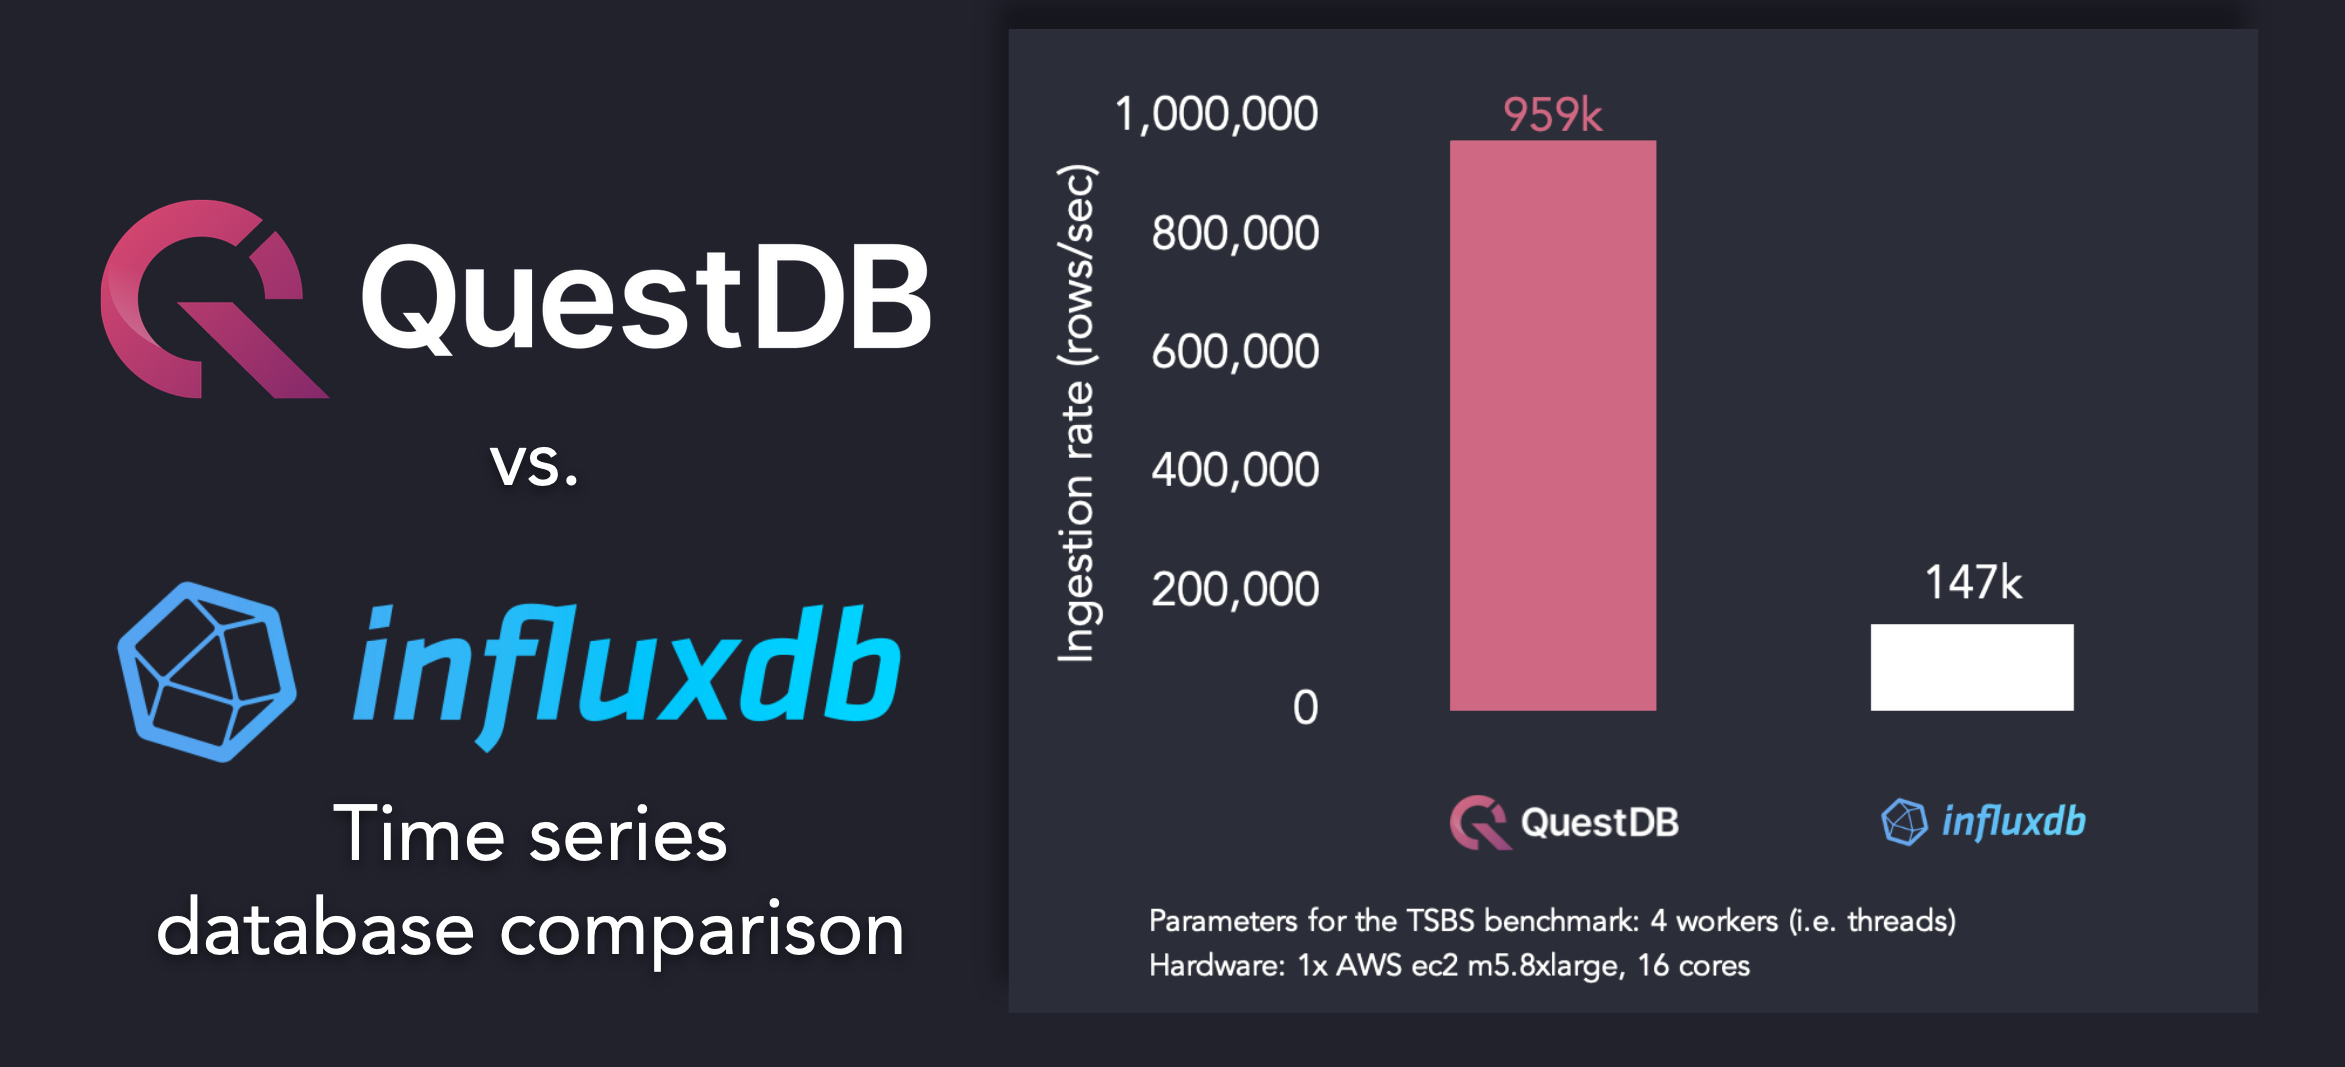 QuestDB
vs.
influxdb
Time series
database comparison
Ingestion rate (rows/sec)
1,000,000
800,000
600,000
400,000
200,000
0
959k
147k
QuestDB
influxdb
Parameters for the TSBS benchmark: 4 workers (i.e. threads)
Hardware: 1x AWS ec2 m5.8xlarge, 16 cores